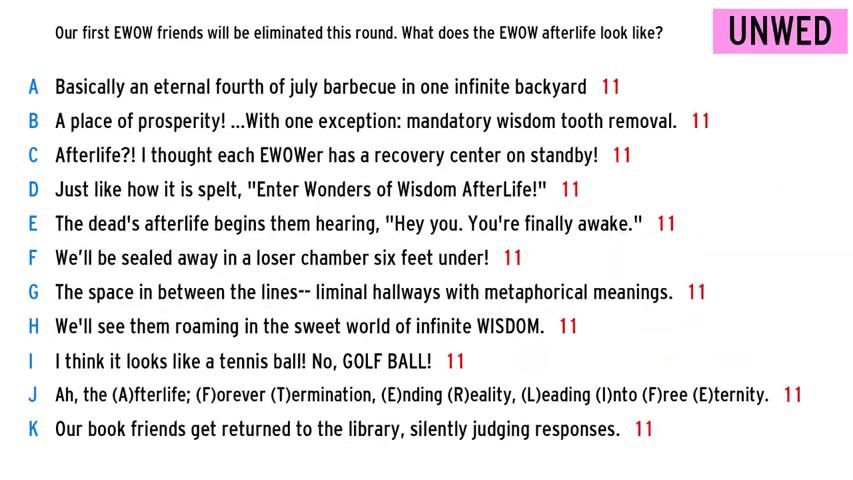 Our first EWOW friends will be eliminated this round. What does the EWOW afterlife look like?
UNWED
A Basically an eternal fourth of july barbecue in one infinite backyard 11
B A place of prosperity! ...With one exception: mandatory wisdom tooth removal. 11
C Afterlife?! I thought each EWOWer has a recovery center on standby! 11
D Just like how it is spelt, "Enter Wonders of Wisdom AfterLife!" 11
E The dead's afterlife begins them hearing, "Hey you. You're finally awake." 11
F We’ll be sealed away in a loser chamber six feet under! 11
G The space in between the lines-- liminal hallways with metaphorical meanings. 11
H We'll see them roaming in the sweet world of infinite WISDOM. 11
I I think it looks like a tennis ball! No, GOLF BALL! 11
J Ah, the (A)fterlife; (F)orever (T)ermination, (E)nding (R)eality, (L)eading (I)nto (F)ree (E)ternity. 11
K Our book friends get returned to the library, silently judging responses. 11